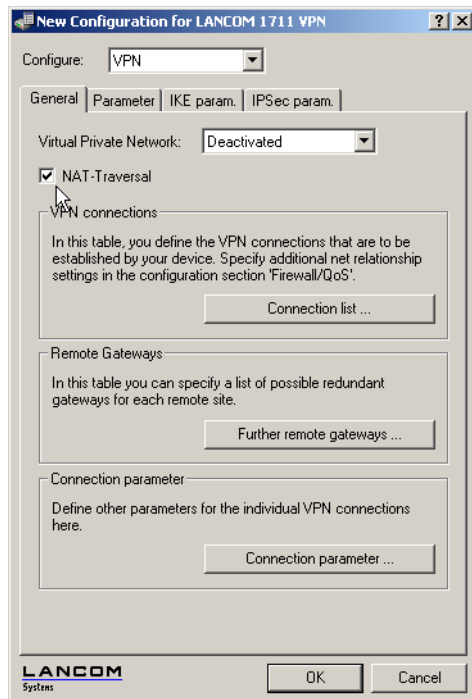 New Configuration for LANCOM 1711 VPN
Configure: VPN
General Parameter IKE param. IPSec param.
Virtual Private Network: Deactivated
NAT-Traversal
VPN connections
In this table, you define the VPN connections that are to be
established by your device. Specify additional net relationship
settings in the configuration section 'Firewall/QoS'.
Connection list ...
Remote Gateways
In this table you can specify a list of possible redundant
gateways for each remote site.
Further remote gateways ...
Connection parameter
Define other parameters for the individual VPN connections
here.
Connection parameter ...
LANCOM
Systems
OK Cancel